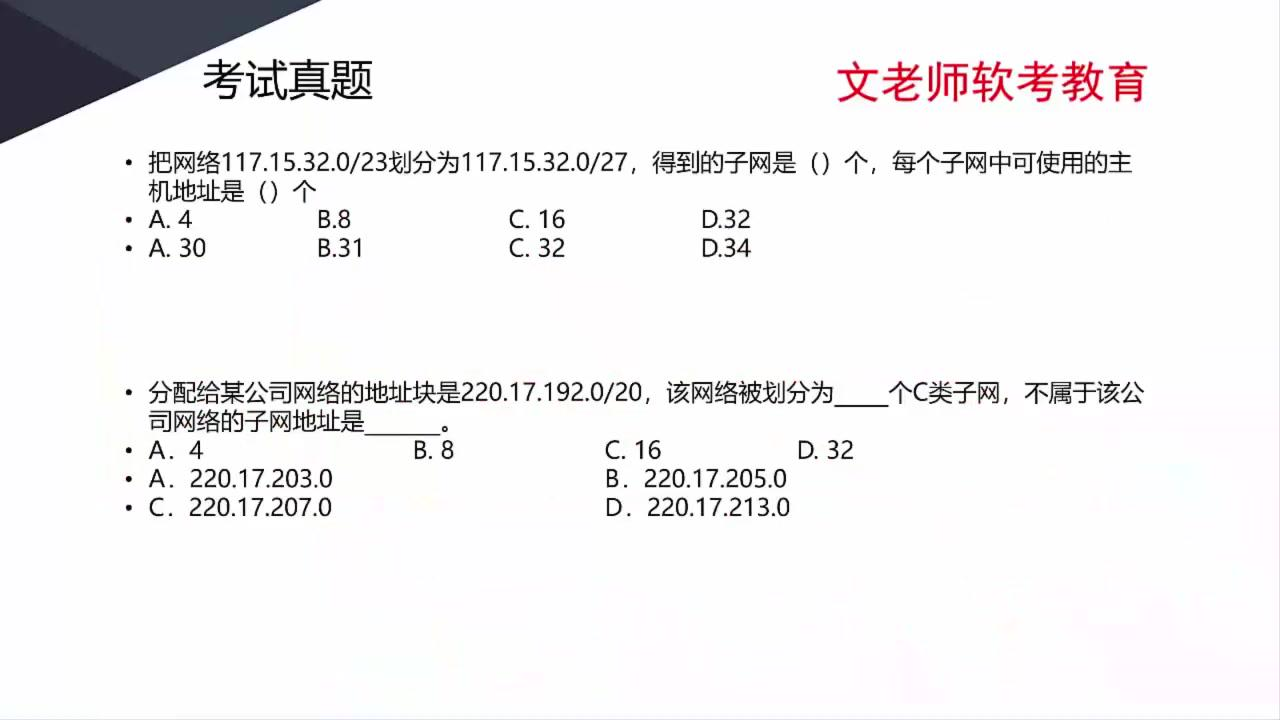 考试真题
文老师软考教育
• 把网络117.15.32.0/23划分为117.15.32.0/27，得到的子网是（）个，每个子网中可使用的主
机地址是（）个
• A. 4 B.8 C. 16 D.32
• A. 30 B.31 C. 32 D.34
• 分配给某公司网络的地址块是220.17.192.0/20，该网络被划分为_____个C类子网，不属于该公
司网络的子网地址是_______。
• A．4 B. 8 C. 16 D. 32
• A．220.17.203.0 B．220.17.205.0
• C．220.17.207.0 D．220.17.213.0